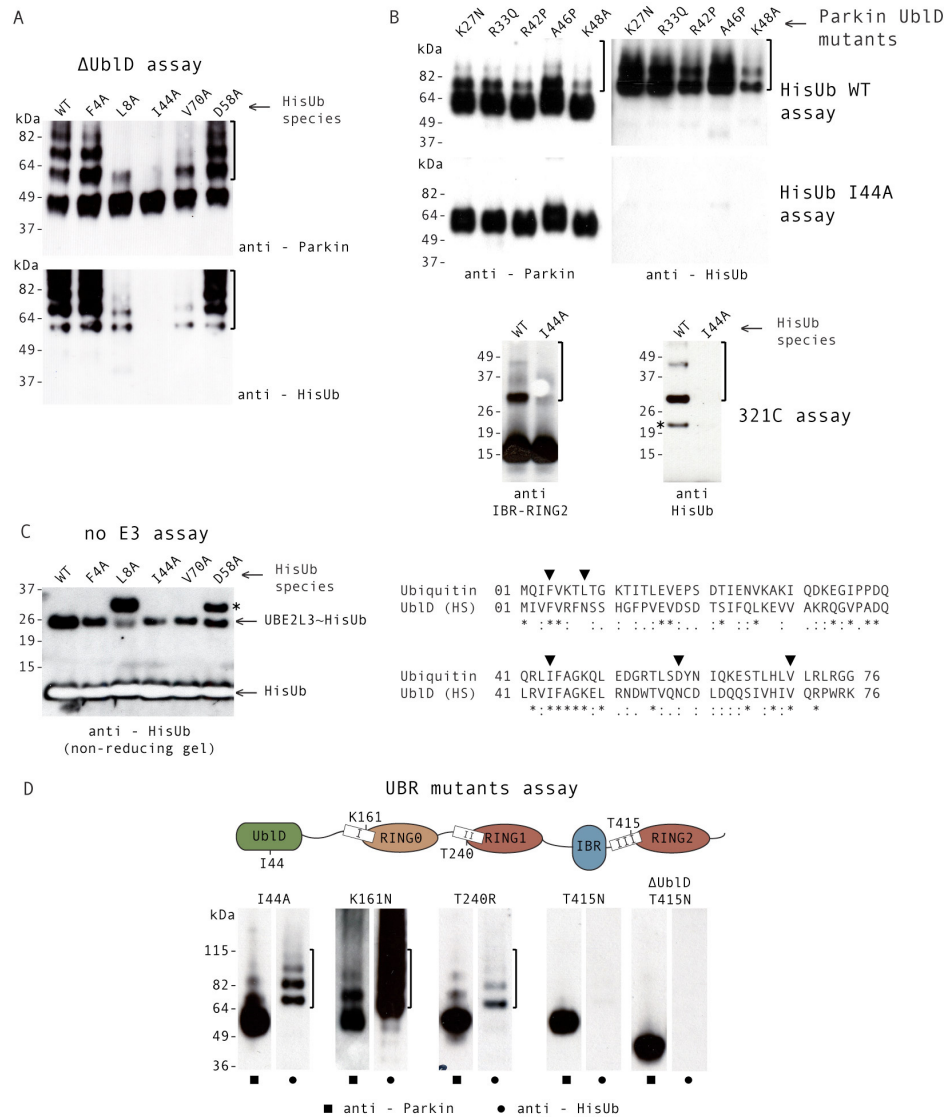 A
ΔUblD assay
WT F4A L8A I44A V70A D58A
← HisUb species
kDa
82-
64-
49-
37-
anti - Parkin
kDa
82-
64-
49-
37-
anti - HisUb
B
K27N R33Q R42P A46P K48A K27N R33Q R42P A46P K48A
← Parkin UblD mutants
kDa
82-
64-
49-
37-
HisUb WT assay
kDa
82-
64-
49-
37-
HisUb I44A assay
anti - Parkin anti - HisUb
WT I44A WT I44A
← HisUb species
49- 49-
37- 37-
26- 26-
19- *19-
15- 15-
321C assay
anti IBR-RING2
anti HisUb
C
no E3 assay
WT F4A L8A I44A V70A D58A
← HisUb species
37-
26-
15-
*
← UBE2L3~HisUb
← HisUb
anti - HisUb
(non-reducing gel)
▼ ▼
Ubiquitin 01 MQIFVKTLTG KTITLEVEPS DTIENVKAKI QDKEGIPPDQ
UblD (HS) 01 MIVFVRFNSS HGFPVEVDSD TSIFQLKEVV AKRQGVPADQ
▼ ▼ ▼
Ubiquitin 41 QRLIFAGKQL EDGRTLSDYN IQKESTLHLV LRLRGG 76
UblD (HS) 41 LRVIFAGKEL RNDWTVQNCD LDQQSIVHIV QRPWRK 76
D
UBR mutants assay
UblD
I44
K161
I
RING0
II
T240
RING1
IBR
T415
III
RING2
I44A K161N T240R T415N ΔUblD T415N
kDa
115-
82-
64-
49-
36-
■ ● ■ ● ■ ● ■ ● ■ ●
■ anti - Parkin ● anti - HisUb